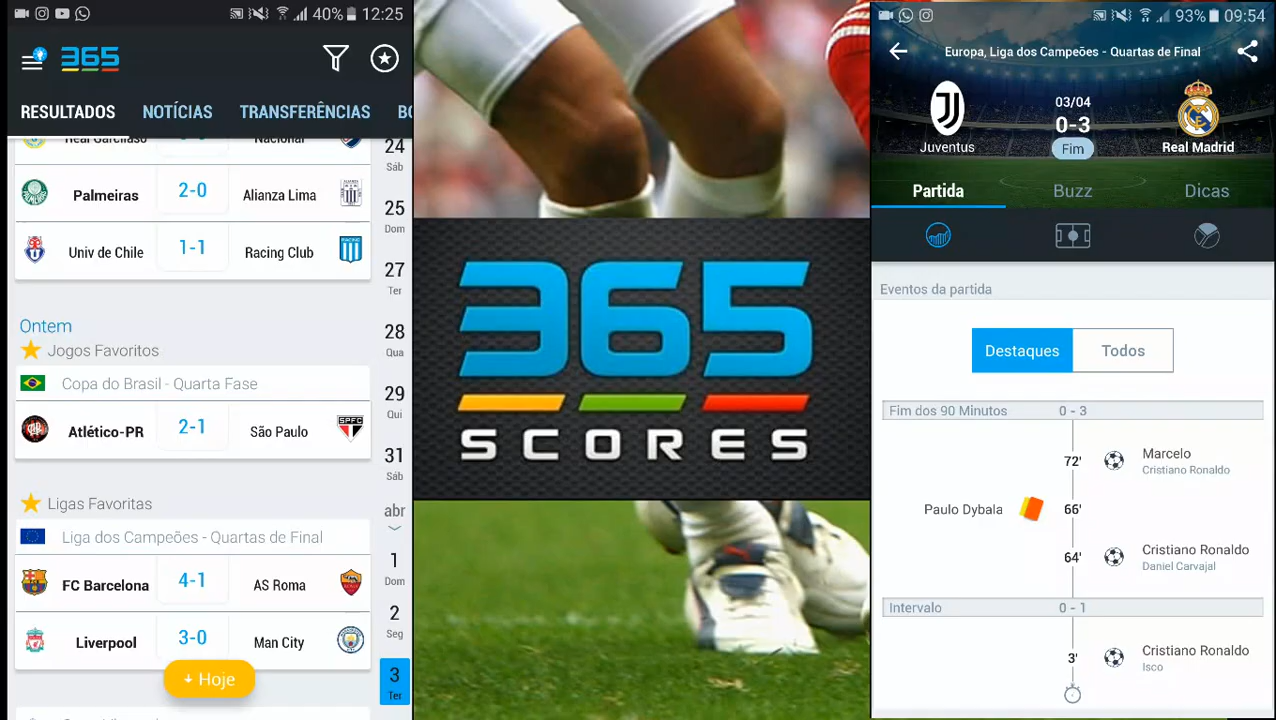 40% 12:25
365
RESULTADOS NOTÍCIAS TRANSFERÊNCIAS BO
Real Garcilaso Nacional
Palmeiras 2-0 Alianza Lima
Univ de Chile 1-1 Racing Club
Ontem
Jogos Favoritos
Copa do Brasil - Quarta Fase
Atlético-PR 2-1 São Paulo
SPFC
Ligas Favoritas
Liga dos Campeões - Quartas de Final
FC Barcelona 4-1 AS Roma
Liverpool 3-0 Man City
+ Hoje
24
Sáb
25
Dom
27
Ter
28
Qua
29
Qui
31
Sáb
abr
1
Dom
2
Seg
3
Ter
365
SCORES
93% 09:54
Europa, Liga dos Campeões - Quartas de Final
03/04
0-3
Fim
Juventus Real Madrid
Partida Buzz Dicas
Eventos da partida
Destaques Todos
Fim dos 90 Minutos 0 - 3
72' Marcelo
Cristiano Ronaldo
Paulo Dybala 66'
64' Cristiano Ronaldo
Daniel Carvajal
Intervalo 0 - 1
3' Cristiano Ronaldo
Isco